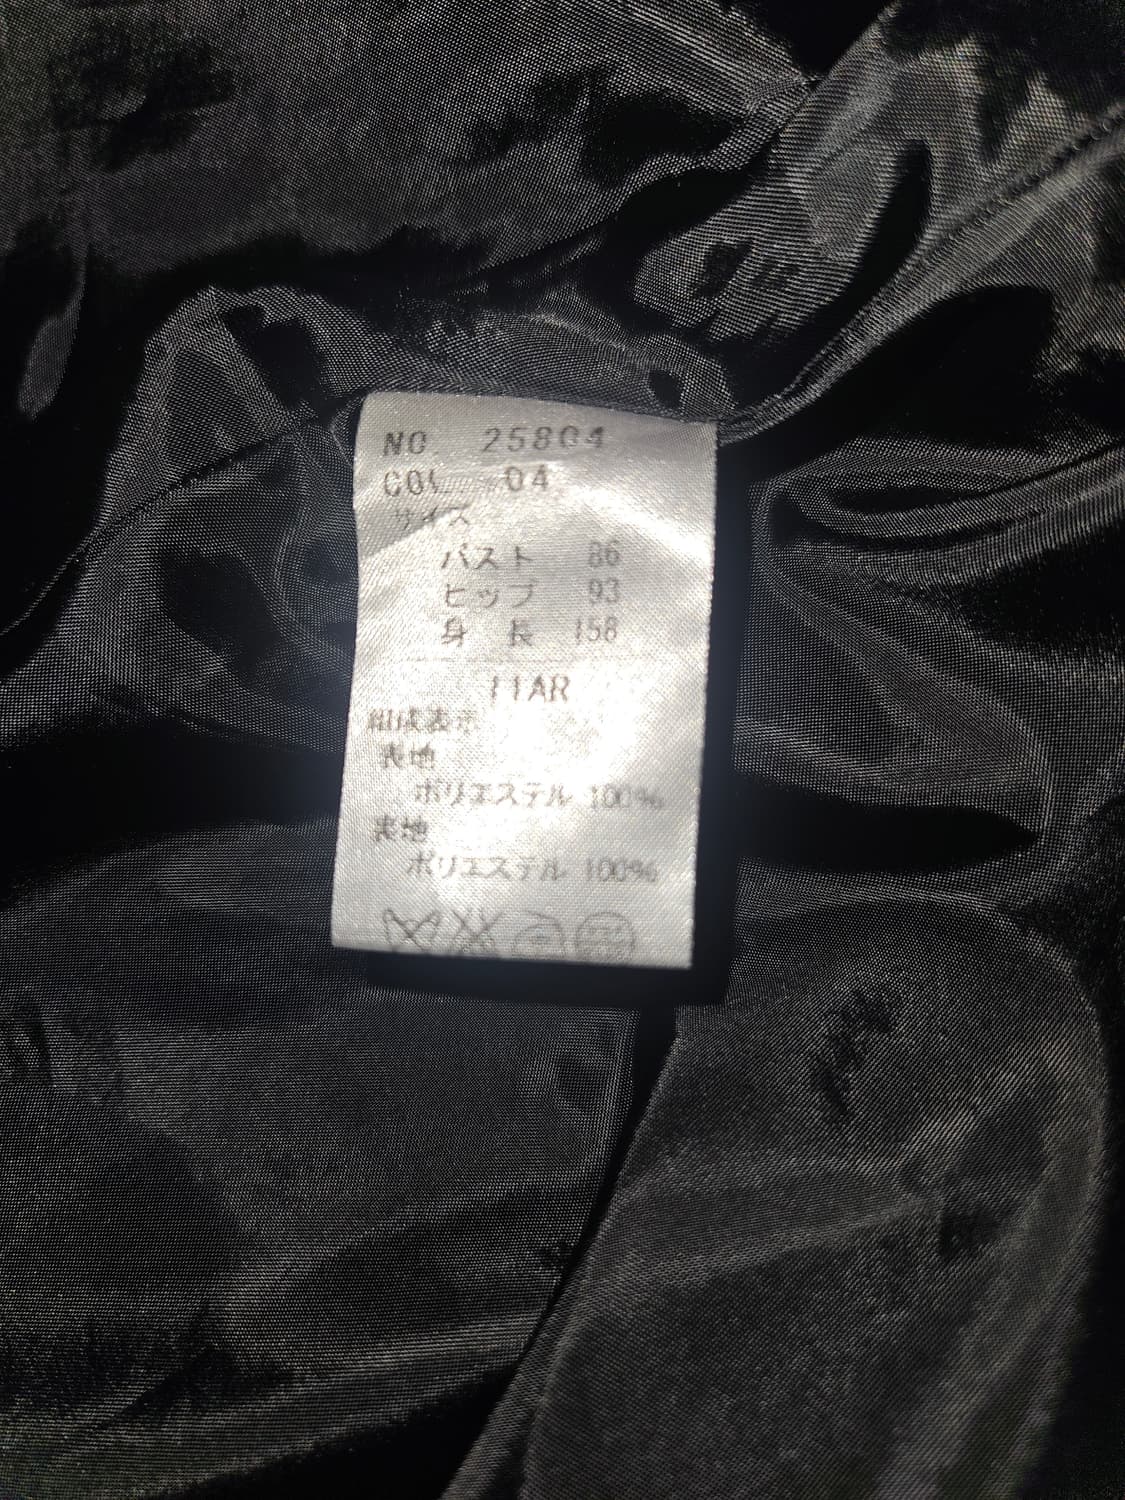 NO. 25804
COL. 04
サイズ
バスト 86
ヒップ 93
身 長 158
11AR
組成表示
表地
ポリエステル 100%
表地
ポリエステル 100%